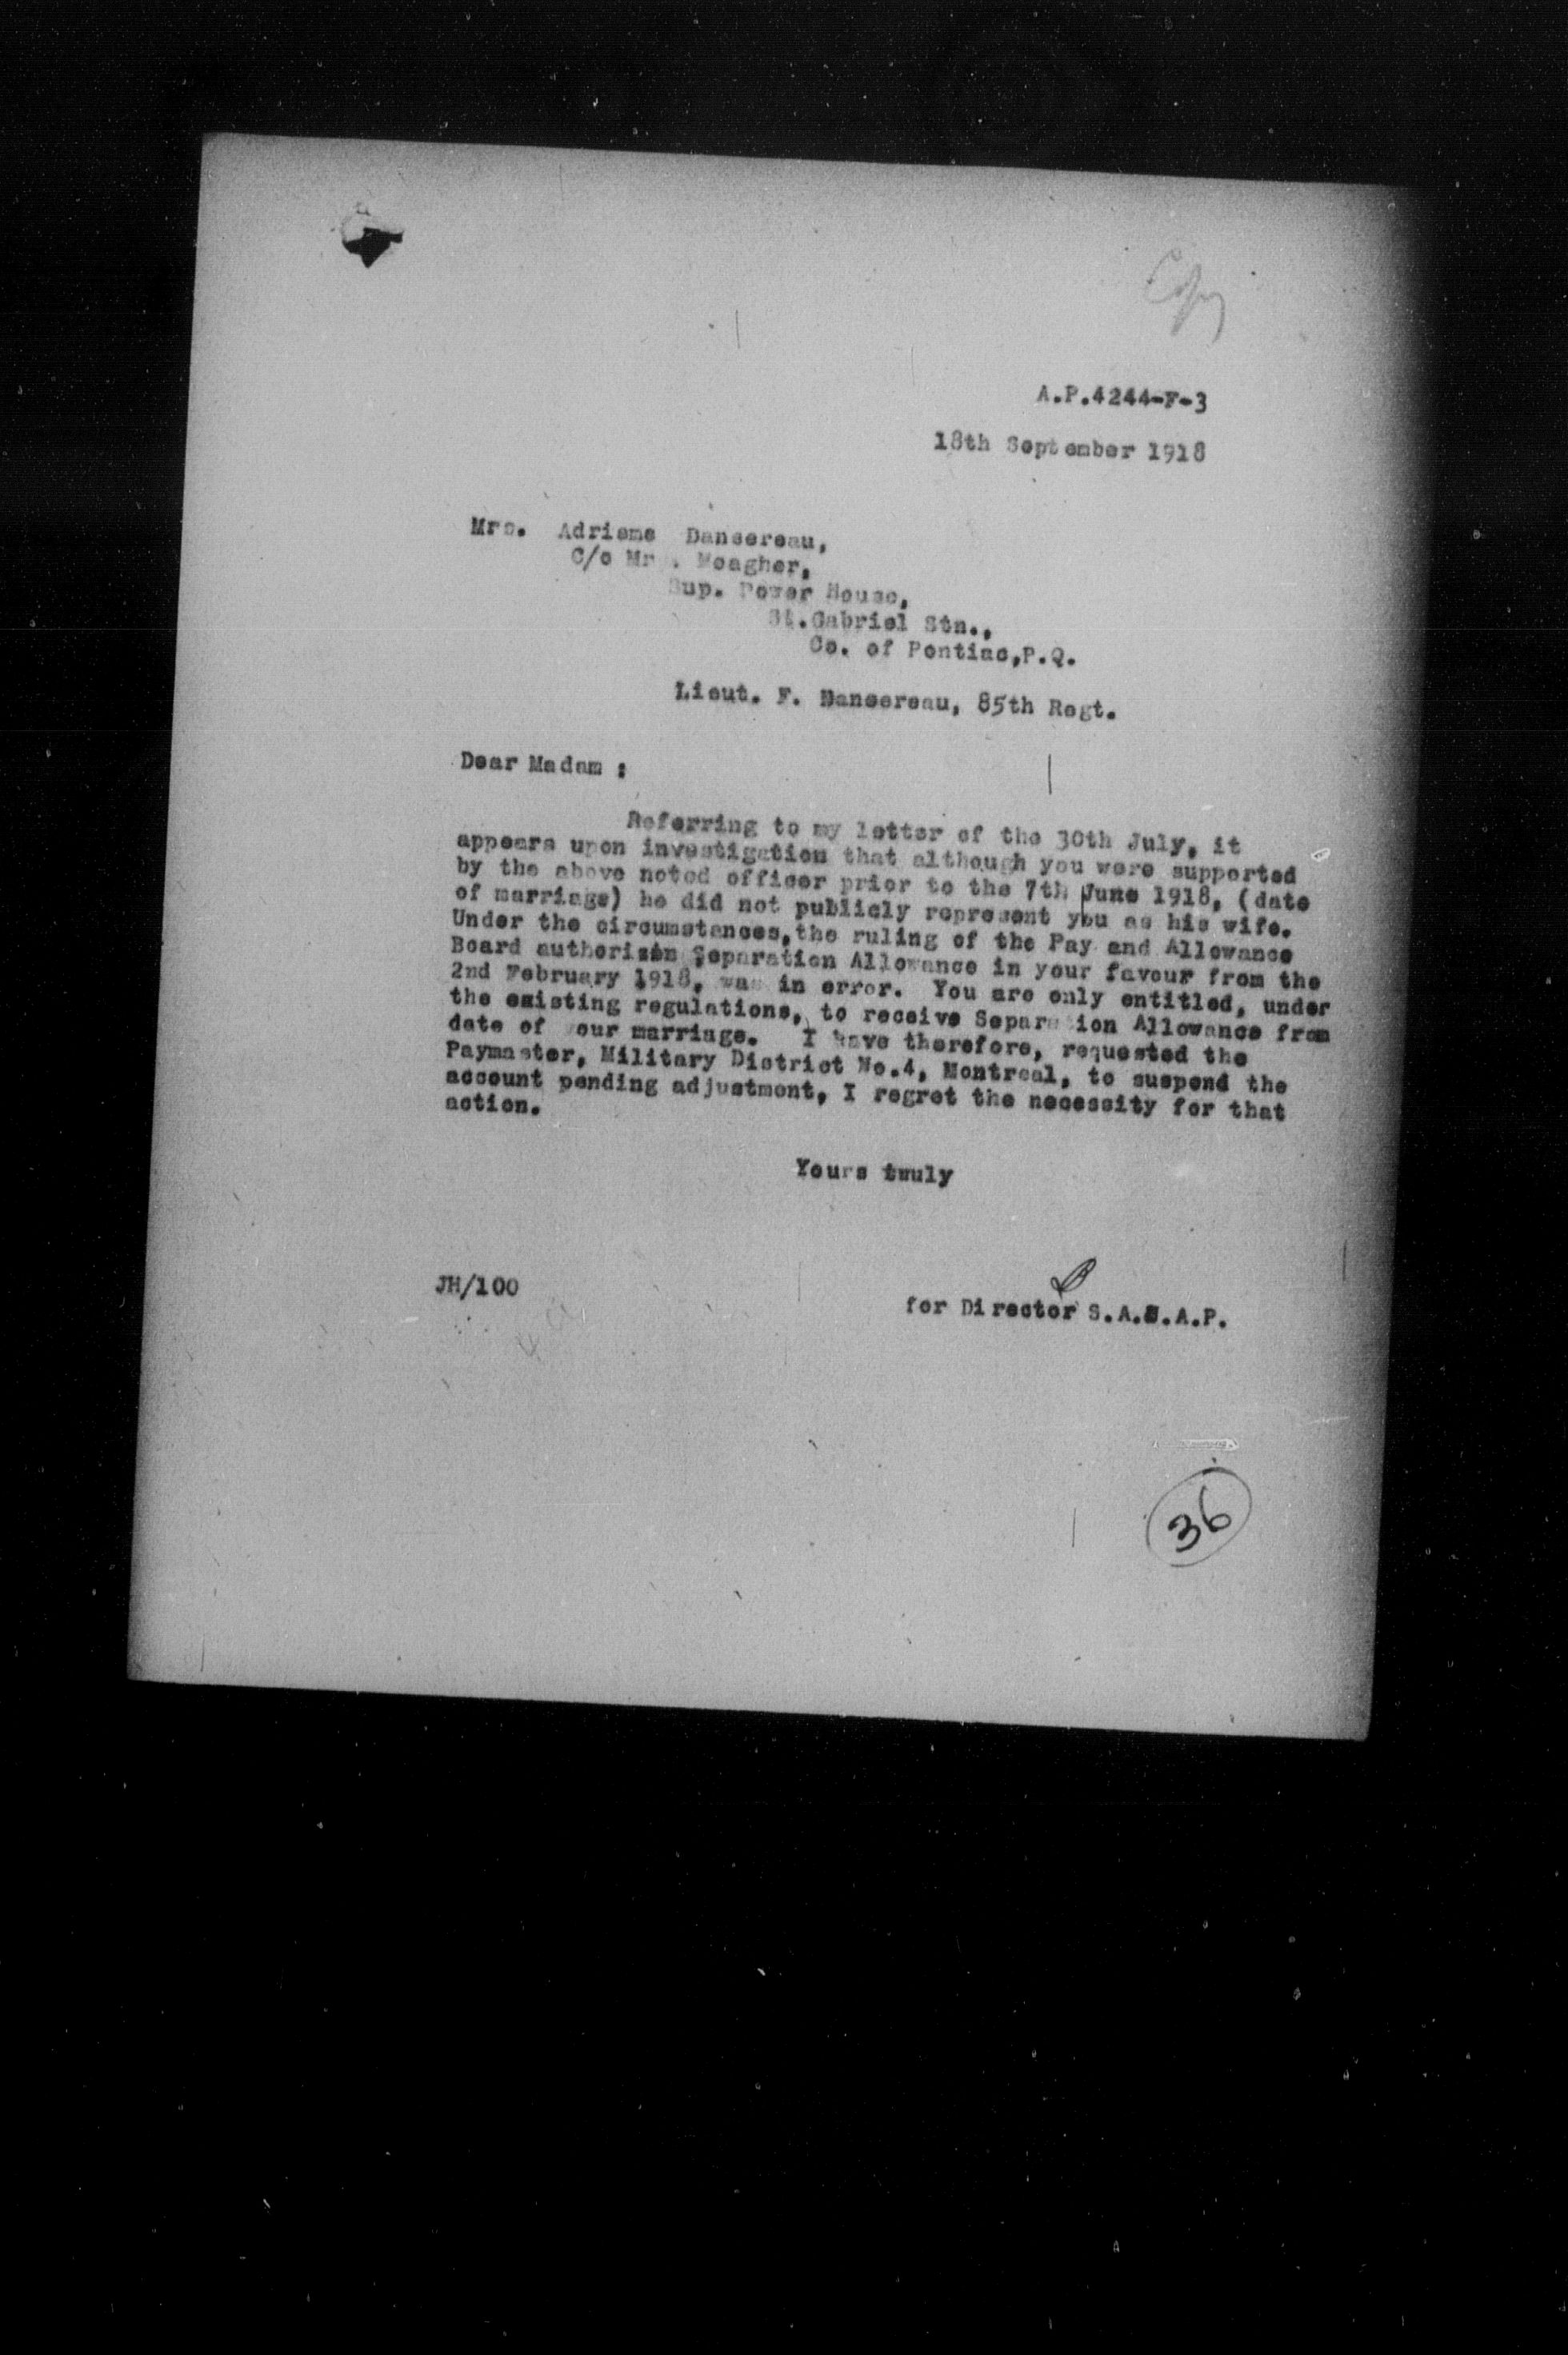 Copy
A.P.4244-F-3
18th September 1918
Mrs. Adrieme Dansereau,
C/o Mr . Meagher,
Sup. Power House,
St.Gabriel Stn.,
Co. of Pontiac,P.Q.
Lieut. F. Dansereau, 85th Regt.
Dear Madam :
Referring to my letter of the 30th July, it
appears upon investigation that although you were supported
by the above noted officer prior to the 7th June 1918, (date
of marriage) he did not publicly represent you as his wife.
Under the circumstances,the ruling of the Pay and Allowance
Board Separation Allowance in your favour from the
2nd February 1918, was in error. You are only entitled, under
the existing regulations, to receive Separation Allowance from
date of our marriage. I have therefore, requested the
Paymaster, Military District No.4, Montreal, to suspend the
account pending adjustment, I regret the necessity for that
action.
Yours truly
JH/100
for Director S.A.&.A.P.
36